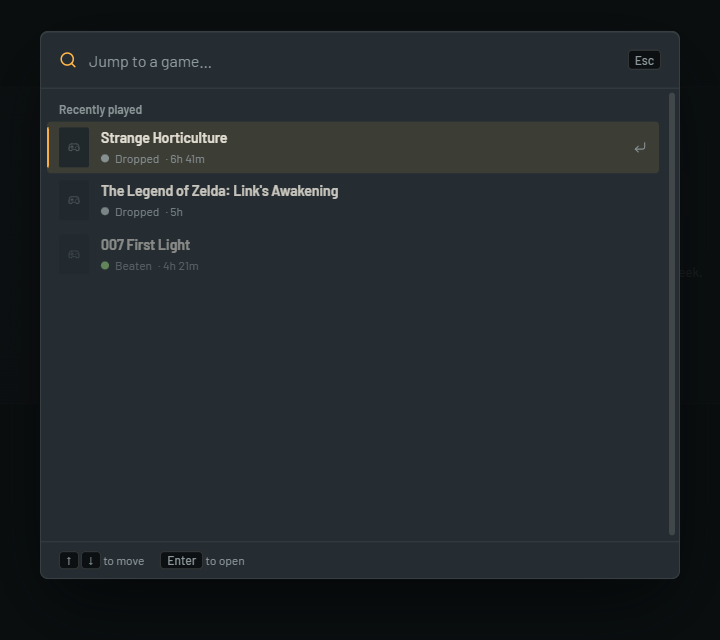 Jump to a game...
Esc
Recently played
Strange Horticulture
Dropped · 6h 41m
The Legend of Zelda: Link's Awakening
Dropped · 5h
007 First Light
Beaten · 4h 21m
↑ ↓ to move Enter to open